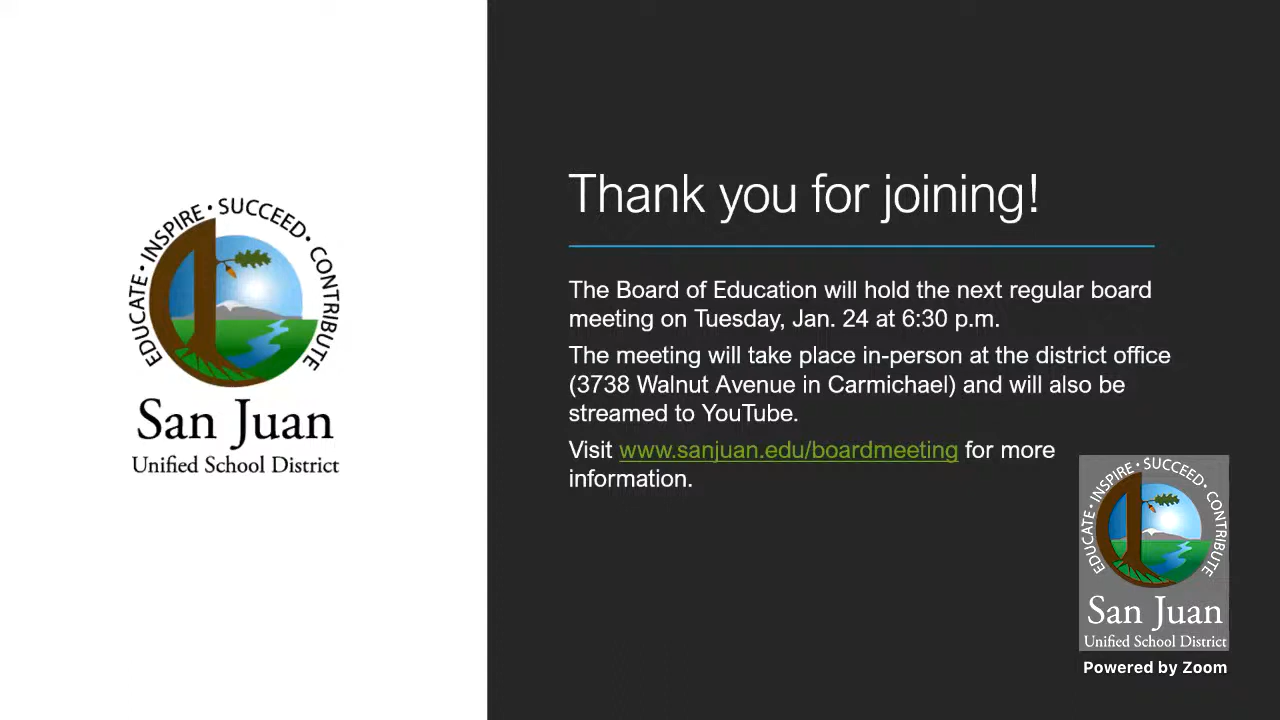 EDUCATE • INSPIRE • SUCCEED • CONTRIBUTE
San Juan
Unified School District
Thank you for joining!
The Board of Education will hold the next regular board
meeting on Tuesday, Jan. 24 at 6:30 p.m.
The meeting will take place in-person at the district office
(3738 Walnut Avenue in Carmichael) and will also be
streamed to YouTube.
Visit www.sanjuan.edu/boardmeeting for more
information.
EDUCATE • INSPIRE • SUCCEED • CONTRIBUTE
San Juan
Unified School District
Powered by Zoom